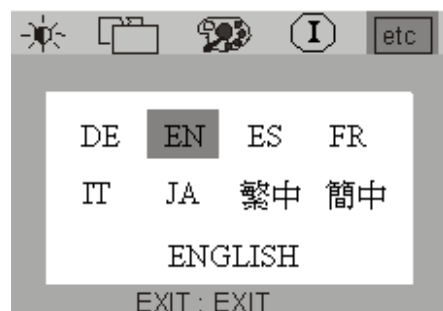 I etc
DE EN ES FR
IT JA 繁中 簡中
ENGLISH
EXIT : EXIT